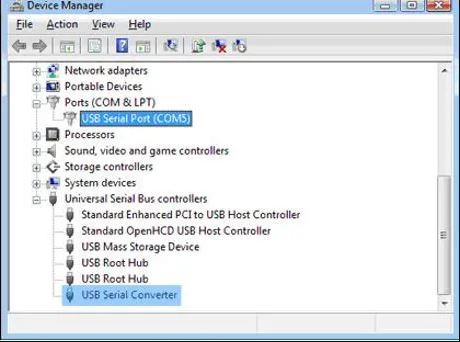 Device Manager
File Action View Help
Network adapters
Portable Devices
Ports (COM & LPT)
USB Serial Port (COM5)
Processors
Sound, video and game controllers
Storage controllers
System devices
Universal Serial Bus controllers
Standard Enhanced PCI to USB Host Controller
Standard OpenHCD USB Host Controller
USB Mass Storage Device
USB Root Hub
USB Root Hub
USB Serial Converter